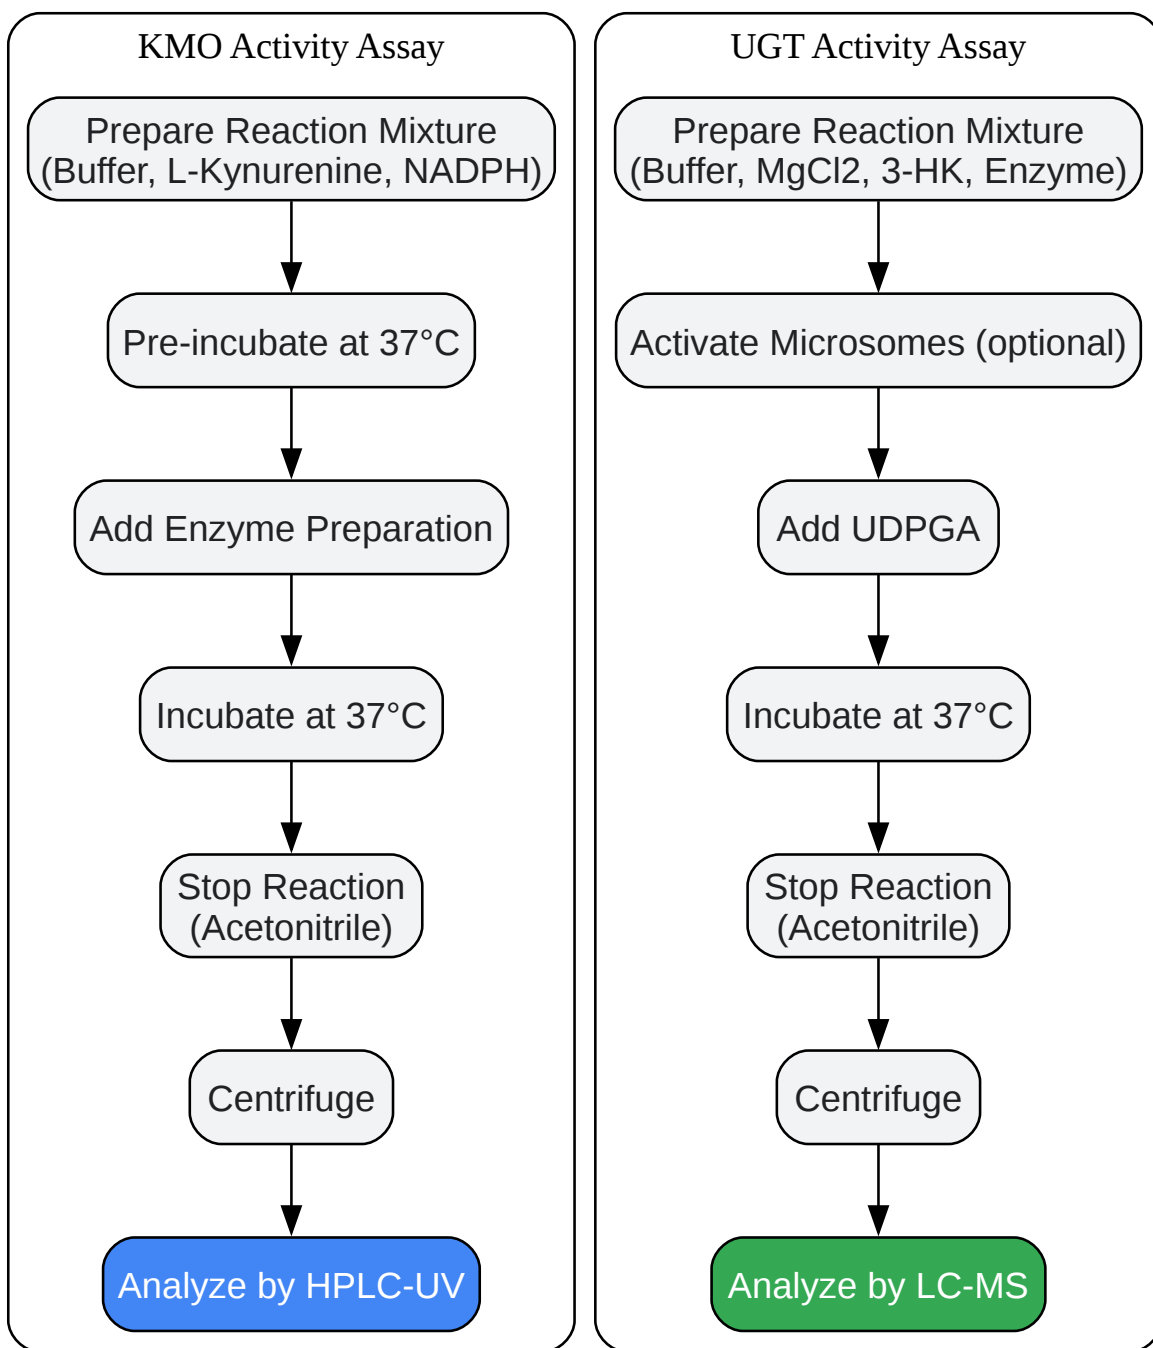 KMO Activity Assay
Prepare Reaction Mixture
(Buffer, L-Kynurenine, NADPH)
Pre-incubate at 37°C
Add Enzyme Preparation
Incubate at 37°C
Stop Reaction
(Acetonitrile)
Centrifuge
Analyze by HPLC-UV
UGT Activity Assay
Prepare Reaction Mixture
(Buffer, MgCl2, 3-HK, Enzyme)
Activate Microsomes (optional)
Add UDPGA
Incubate at 37°C
Stop Reaction
(Acetonitrile)
Centrifuge
Analyze by LC-MS